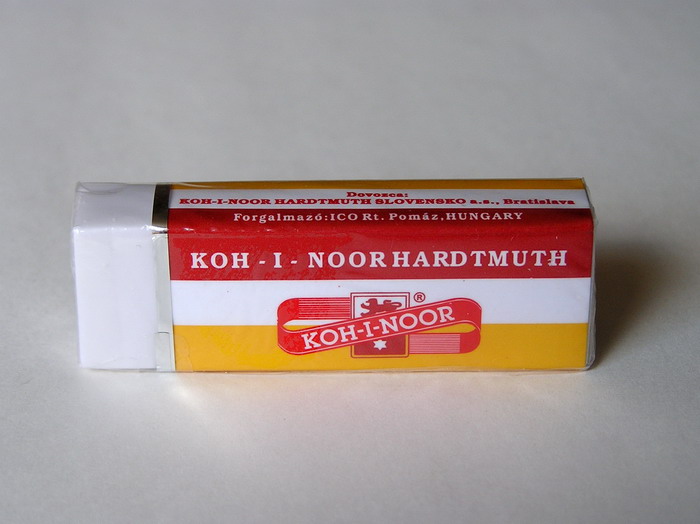 Dovozca:
KOH-I-NOOR HARDTMUTH SLOVENSKO a.s., Bratislava
Forgalmazó:ICO Rt. Pomáz,HUNGARY
KOH - I - NOOR HARDTMUTH
®
KOH-I-NOOR